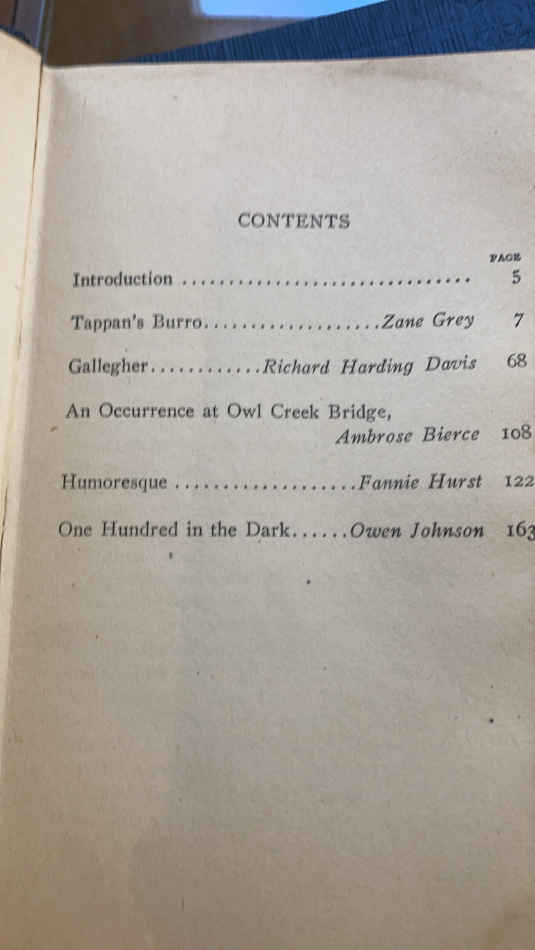 CONTENTS
PAGE
Introduction ............................... 5
Tappan's Burro...................Zane Grey 7
Gallegher............Richard Harding Davis 68
An Occurrence at Owl Creek Bridge,
Ambrose Bierce 108
Humoresque ...................Fannie Hurst 122
One Hundred in the Dark......Owen Johnson 163